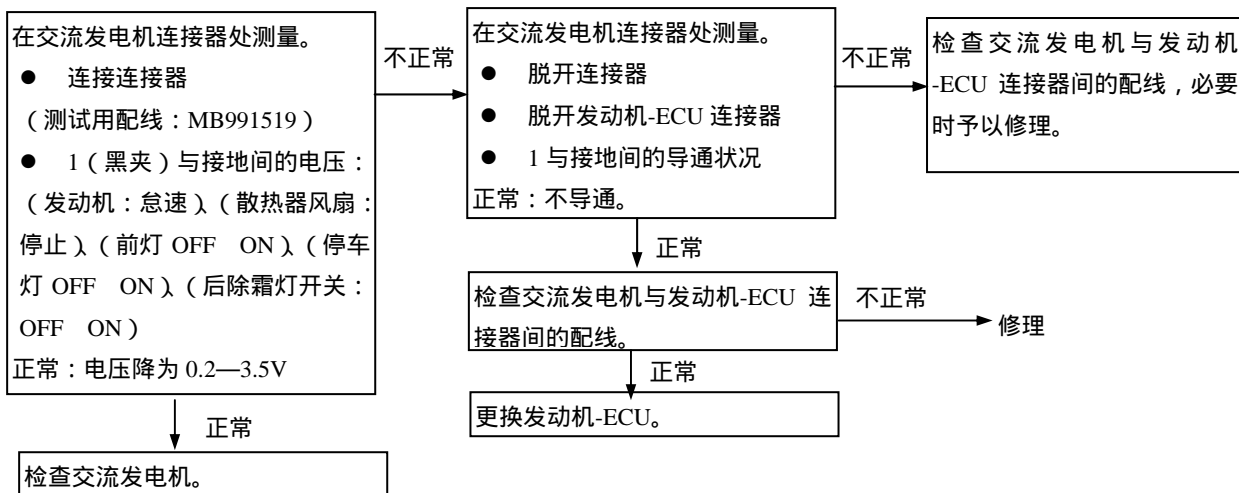 在交流发电机连接器处测量。
● 连接连接器
（测试用配线：MB991519）
● 1（黑夹）与接地间的电压：
（发动机：怠速）、（散热器风扇：
停止）、（前灯 OFF ON）、（停车
灯 OFF ON）、（后除霜灯开关：
OFF ON）
正常：电压降为 0.2—3.5V
不正常
在交流发电机连接器处测量。
● 脱开连接器
● 脱开发动机-ECU 连接器
● 1 与接地间的导通状况
正常：不导通。
不正常
检查交流发电机与发动机
-ECU 连接器间的配线，必要
时予以修理。
正常
检查交流发电机与发动机-ECU 连
接器间的配线。
不正常
修理
正常
更换发动机-ECU。
正常
检查交流发电机。